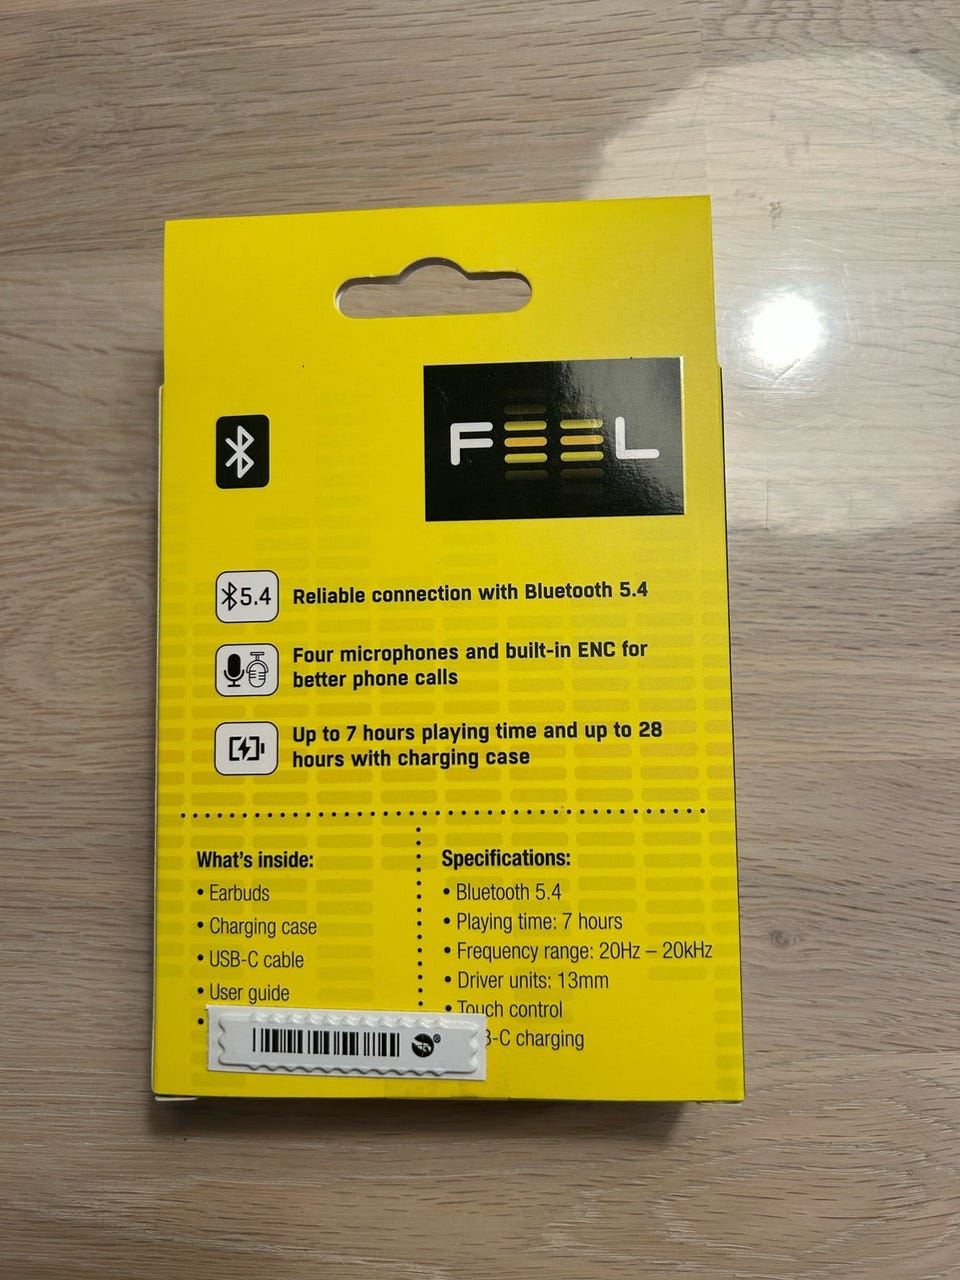 FEEL
5.4
Reliable connection with Bluetooth 5.4
Four microphones and built-in ENC for
better phone calls
Up to 7 hours playing time and up to 28
hours with charging case
What's inside:
• Earbuds
• Charging case
• USB-C cable
• User guide
•
Specifications:
• Bluetooth 5.4
• Playing time: 7 hours
• Frequency range: 20Hz – 20kHz
• Driver units: 13mm
• Touch control
-C charging